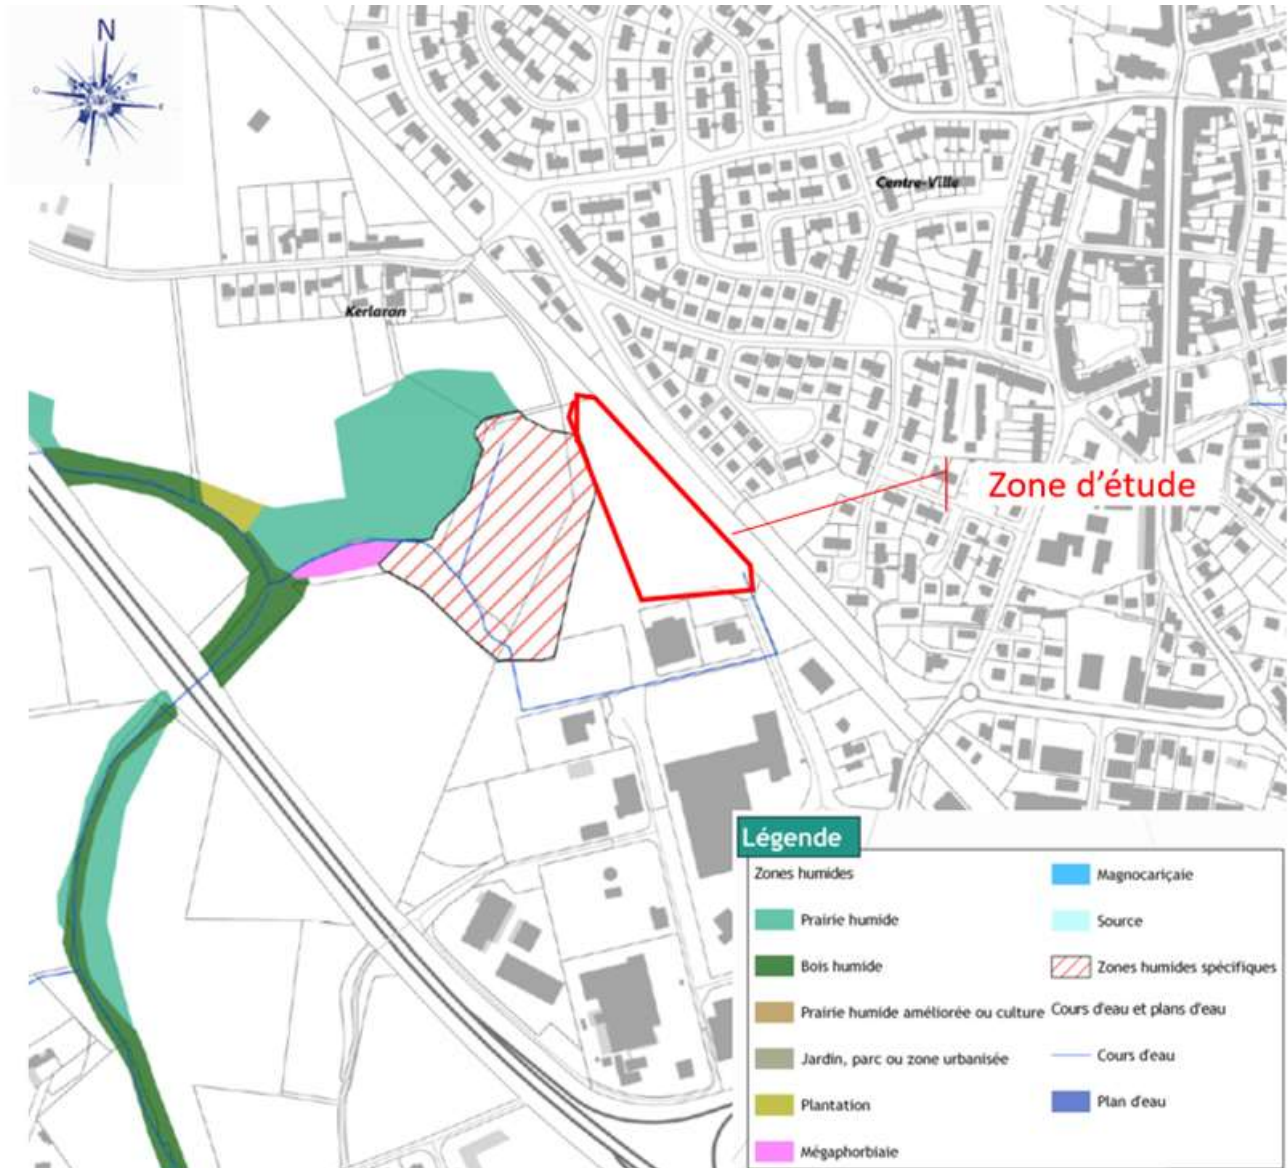 N
O
E
S
Centre-Ville
Kerlaran
Zone d'étude
Légende
Zones humides
Prairie humide
Bois humide
Prairie humide améliorée ou culture
Jardin, parc ou zone urbanisée
Plantation
Mégaphorbiaie
Magnocariçaie
Source
Zones humides spécifiques
Cours d'eau et plans d'eau
Cours d'eau
Plan d'eau